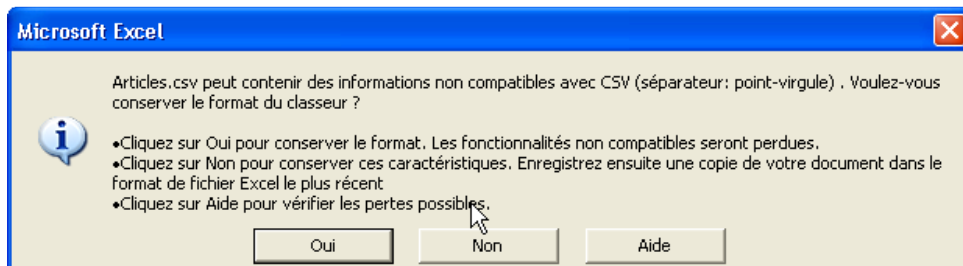 Microsoft Excel
Articles.csv peut contenir des informations non compatibles avec CSV (séparateur: point-virgule) . Voulez-vous
conserver le format du classeur ?
•Cliquez sur Oui pour conserver le format. Les fonctionnalités non compatibles seront perdues.
•Cliquez sur Non pour conserver ces caractéristiques. Enregistrez ensuite une copie de votre document dans le
format de fichier Excel le plus récent
•Cliquez sur Aide pour vérifier les pertes possibles.
Oui Non Aide